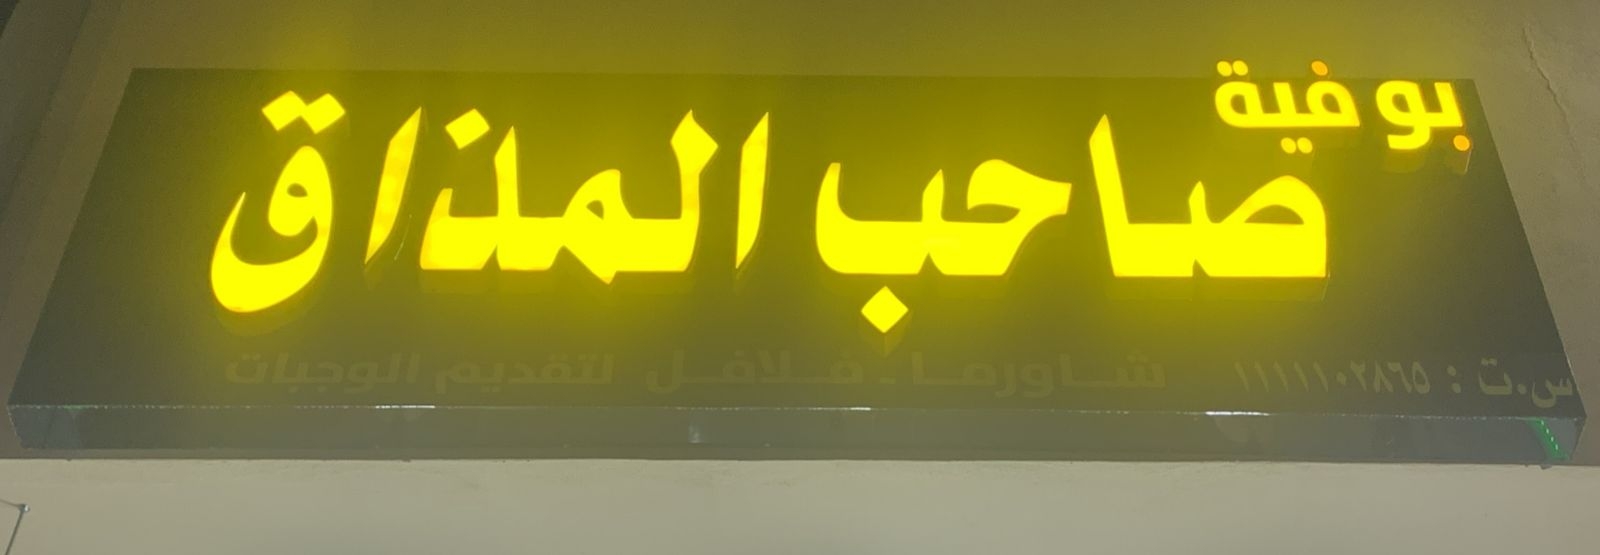 بوفية
صاحب المذاق
شاورما - فلافل لتقديم الوجبات
س.ت : ١١١١١٠٢٨٦٥